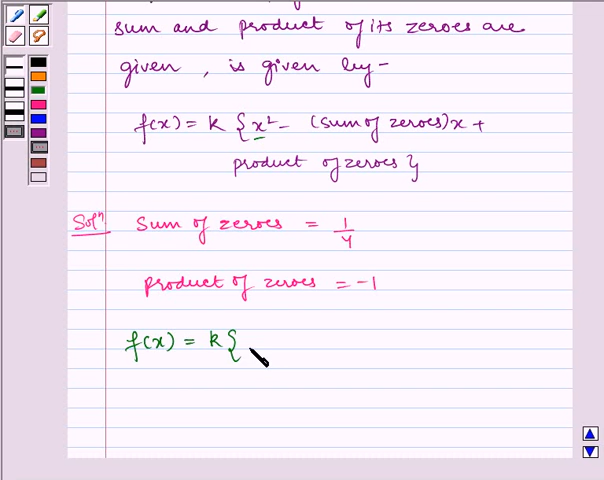 sum and product of its zeroes are
given, is given by-
f(x) = k {x² - (sum of zeroes)x +
product of zeroes}
Solⁿ. Sum of zeroes = 1/4
product of zeroes = -1
f(x) = k {